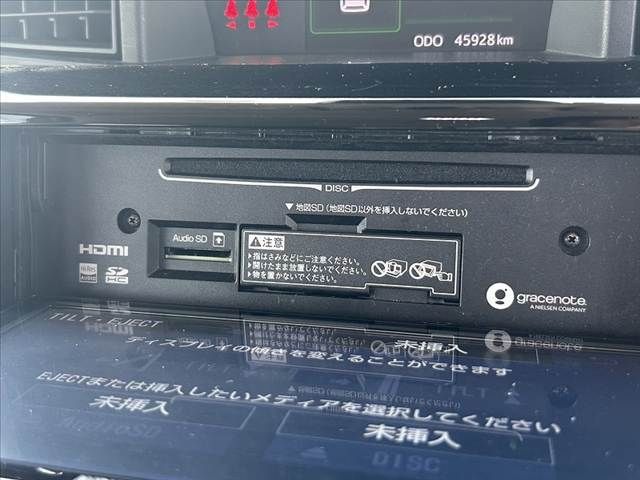 ODO 45928km
DISC
▼地図SD(地図SD以外を挿入しないでください)
Audio SD
注意
▶指はさみなどにご注意ください。
▶開けたまま放置しないでください。
▶物を置かないでください。
HDMI
Hi-Res AUDIO
SD HC
gracenote.
A NIELSEN COMPANY
TILT EJECT
未挿入
ディスプレイの傾きを変えることができます
EJECTまたは挿入したいメディアを選択してください
未挿入
未挿入
DISC